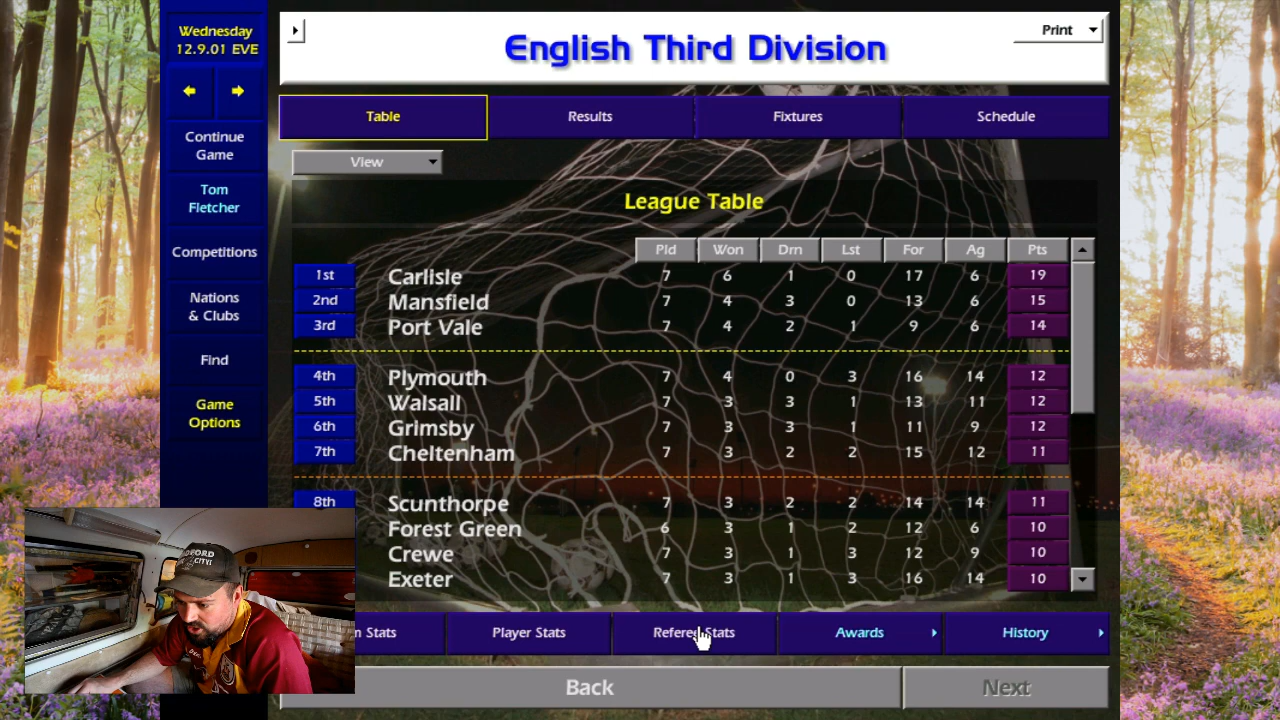 Wednesday
12.9.01 EVE
Continue
Game
Tom
Fletcher
Competitions
Nations
& Clubs
Find
Game
Options
English Third Division
Print
Table Results Fixtures Schedule
View
League Table
Pld Won Drn Lst For Ag Pts
1st Carlisle 7 6 1 0 17 6 19
2nd Mansfield 7 4 3 0 13 6 15
3rd Port Vale 7 4 2 1 9 6 14
4th Plymouth 7 4 0 3 16 14 12
5th Walsall 7 3 3 1 13 11 12
6th Grimsby 7 3 3 1 11 9 12
7th Cheltenham 7 3 2 2 15 12 11
8th Scunthorpe 7 3 2 2 14 14 11
Forest Green 6 3 1 2 12 6 10
Crewe 7 3 1 3 12 9 10
Exeter 7 3 1 3 16 14 10
Stats Player Stats Referee Stats Awards History
Back Next
CITY!